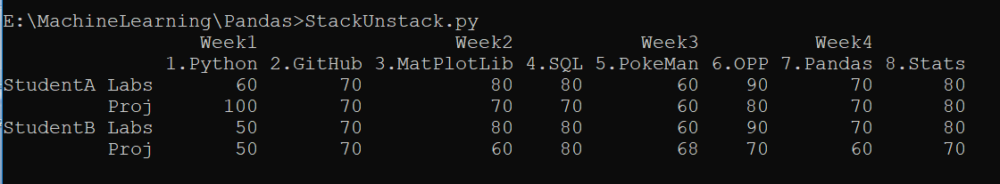 E:\MachineLearning\Pandas>StackUnstack.py
Week1 Week2 Week3 Week4
1.Python 2.GitHub 3.MatPlotLib 4.SQL 5.PokeMan 6.OPP 7.Pandas 8.Stats
StudentA Labs 60 70 80 80 60 90 70 80
Proj 100 70 70 70 60 80 70 80
StudentB Labs 50 70 80 80 60 90 70 80
Proj 50 70 60 80 68 70 60 70